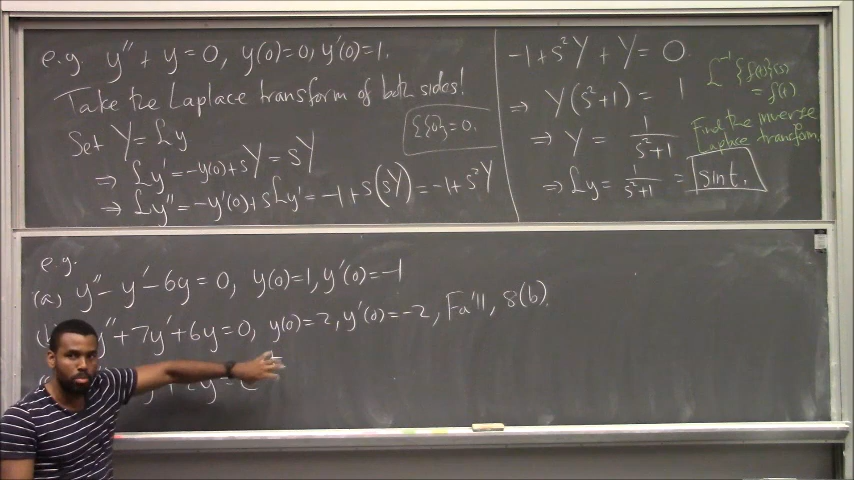 e.g. y'' + y = 0, y(0)=0, y'(0)=1.
Take the Laplace transform of both sides!
Set Y = Ly
⇒ Ly' = -y(0) + sY = sY
⇒ Ly'' = -y'(0) + sLy' = -1 + s(sY) = -1 + s²Y
L{0} = 0.
-1 + s²Y + Y = 0
⇒ Y(s²+1) = 1
⇒ Y = 1/(s²+1)
⇒ Ly = 1/(s²+1) = sint.
= f(t)
Find the inverse
Laplace transform.
e.g.
(a) y'' - y' - 6y = 0, y(0)=1, y'(0)=-1
y'' + 7y' + 6y = 0, y(0)=2, y'(0)=-2, Fa'11, 8(b).